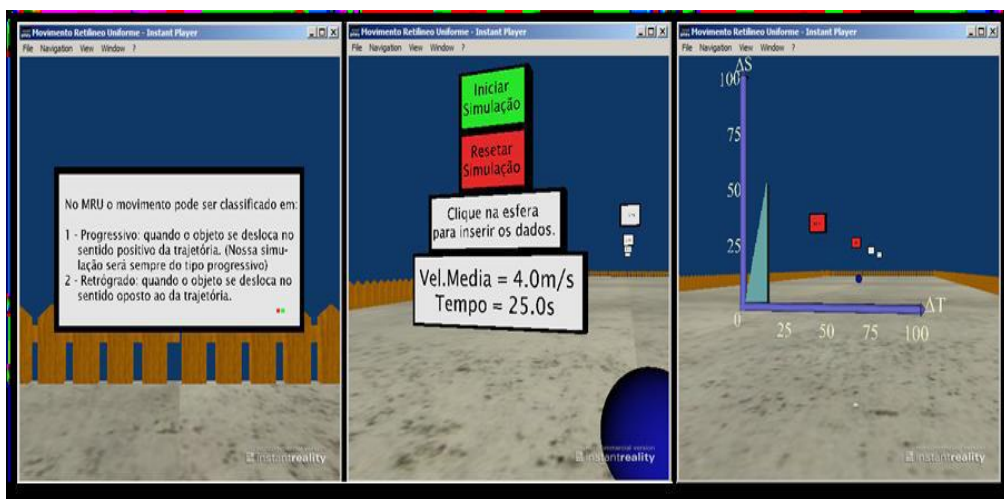 Movimento Retilineo Uniforme - Instant Player
File Navigation View Window ?
No MRU o movimento pode ser classificado em:
1 - Progressivo: quando o objeto se desloca no
sentido positivo da trajetória. (Nossa simu-
lação será sempre do tipo progressivo)
2 - Retrógrado: quando o objeto se desloca no
sentido oposto ao da trajetória.
instantreality
Movimento Retilineo Uniforme - Instant Player
File Navigation View Window ?
Iniciar
Simulação
Resetar
Simulação
Clique na esfera
para inserir os dados.
Vel.Media = 4.0m/s
Tempo = 25.0s
instantreality
Movimento Retilineo Uniforme - Instant Player
File Navigation View Window ?
ΔS
100
75
50
25
0
25 50 75 100
ΔT
instantreality